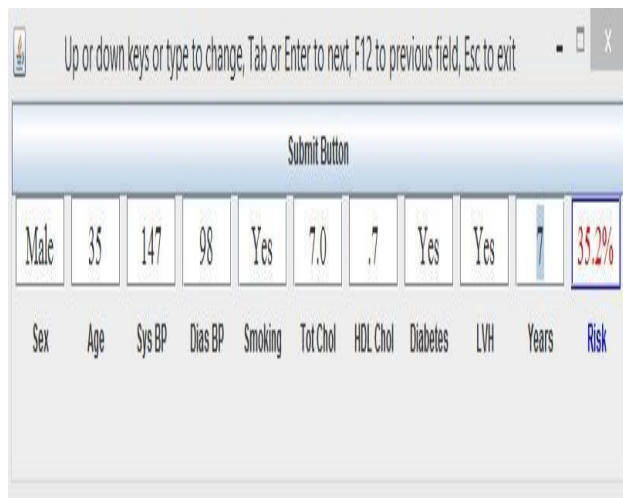 Up or down keys or type to change, Tab or Enter to next, F12 to previous field, Esc to exit
Submit Button
Male 35 147 98 Yes 7.0 .7 Yes Yes 7 35.2%
Sex Age Sys BP Dias BP Smoking Tot Chol HDL Chol Diabetes LVH Years Risk